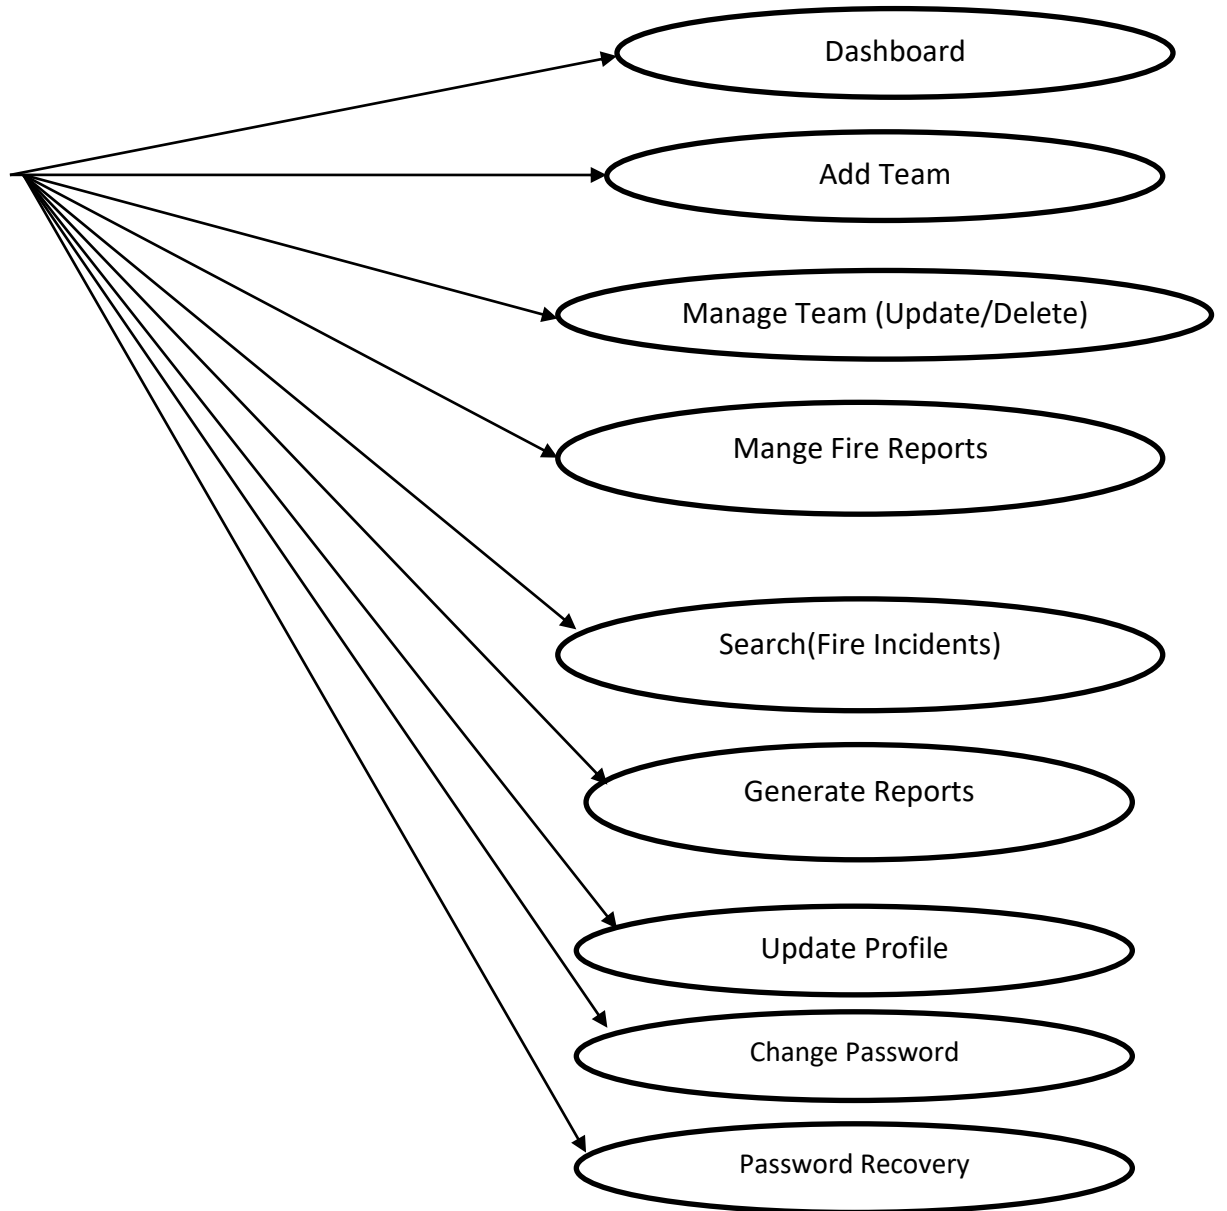 Dashboard
Add Team
Manage Team (Update/Delete)
Mange Fire Reports
Search(Fire Incidents)
Generate Reports
Update Profile
Change Password
Password Recovery